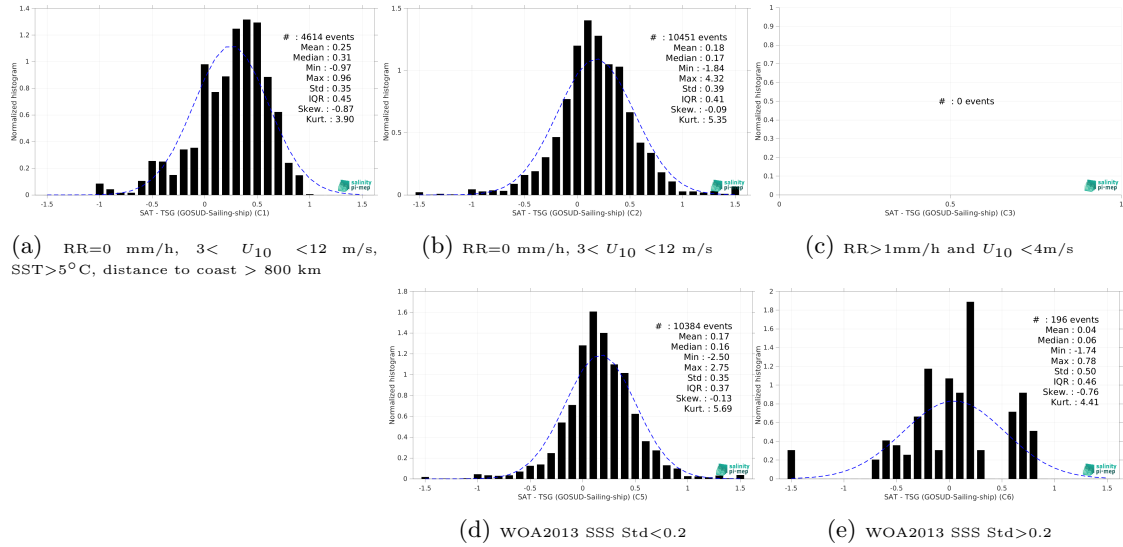 1.4
1.2
1
0.8
0.6
0.4
0.2
0
Normalized histogram
-1.5 -1 -0.5 0 0.5 1 1.5
SAT - TSG (GOSUD-Sailing-ship) (C1)
# : 4614 events
Mean : 0.25
Median : 0.31
Min : -0.97
Max : 0.96
Std : 0.35
IQR : 0.45
Skew. : -0.87
Kurt. : 3.90
salinity
pi-mep
(a) RR=0 mm/h, 3< U10 <12 m/s,
SST>5°C, distance to coast > 800 km
1.5
1
0.5
0
Normalized histogram
-1.5 -1 -0.5 0 0.5 1 1.5
SAT - TSG (GOSUD-Sailing-ship) (C2)
# : 10451 events
Mean : 0.18
Median : 0.17
Min : -1.84
Max : 4.32
Std : 0.39
IQR : 0.41
Skew. : -0.09
Kurt. : 5.35
salinity
pi-mep
(b) RR=0 mm/h, 3< U10 <12 m/s
1
0.9
0.8
0.7
0.6
0.5
0.4
0.3
0.2
0.1
0
Normalized histogram
0 0.5 1
SAT - TSG (GOSUD-Sailing-ship) (C3)
# : 0 events
salinity
pi-mep
(c) RR>1mm/h and U10 <4m/s
1.8
1.6
1.4
1.2
1
0.8
0.6
0.4
0.2
0
Normalized histogram
-1.5 -1 -0.5 0 0.5 1 1.5
SAT - TSG (GOSUD-Sailing-ship) (C5)
# : 10384 events
Mean : 0.17
Median : 0.16
Min : -2.50
Max : 2.75
Std : 0.35
IQR : 0.37
Skew. : -0.13
Kurt. : 5.69
salinity
pi-mep
(d) WOA2013 SSS Std<0.2
2
1.8
1.6
1.4
1.2
1
0.8
0.6
0.4
0.2
0
Normalized histogram
-1.5 -1 -0.5 0 0.5 1 1.5
SAT - TSG (GOSUD-Sailing-ship) (C6)
# : 196 events
Mean : 0.04
Median : 0.06
Min : -1.74
Max : 0.78
Std : 0.50
IQR : 0.46
Skew. : -0.76
Kurt. : 4.41
salinity
pi-mep
(e) WOA2013 SSS Std>0.2